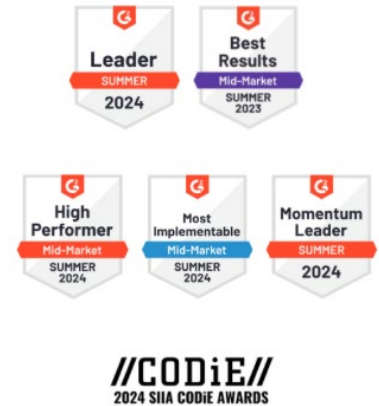 Leader
SUMMER
2024
Best
Results
Mid-Market
SUMMER
2023
High
Performer
Mid-Market
SUMMER
2024
Most
Implementable
Mid-Market
SUMMER
2024
Momentum
Leader
SUMMER
2024
//CODiE//
2024 SIIA CODiE AWARDS